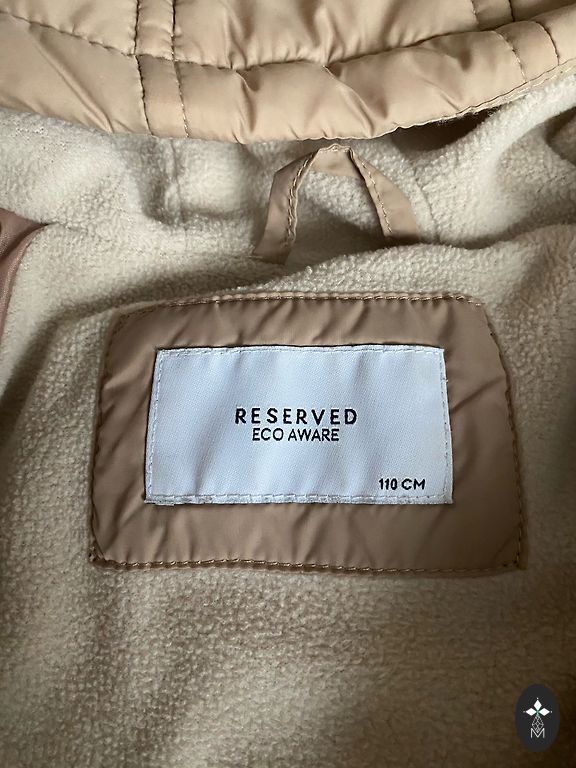 RESERVED
ECO AWARE
110 CM
M